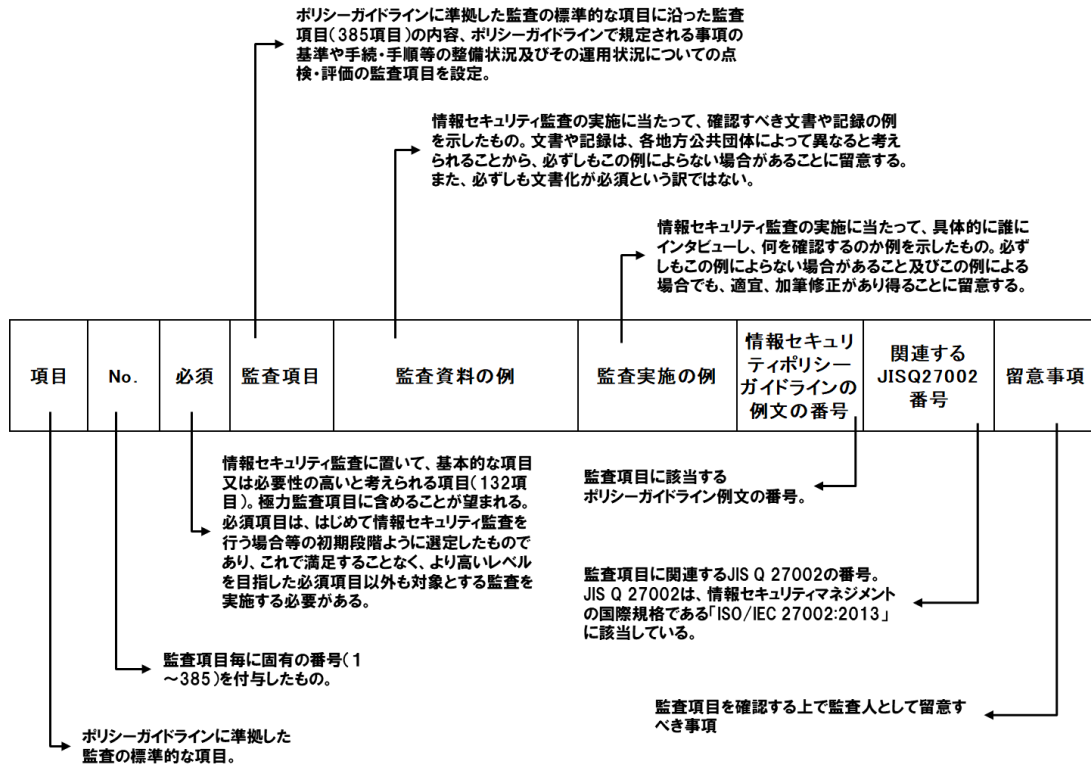 ポリシーガイドラインに準拠した監査の標準的な項目に沿った監査
項目(385項目)の内容、ポリシーガイドラインで規定される事項の
基準や手続・手順等の整備状況及びその運用状況についての点
検・評価の監査項目を設定。
情報セキュリティ監査の実施に当たって、確認すべき文書や記録の例
を示したもの。文書や記録は、各地方公共団体によって異なると考え
られることから、必ずしもこの例によらない場合があることに留意する。
また、必ずしも文書化が必須という訳ではない。
情報セキュリティ監査の実施に当たって、具体的に誰に
インタビューし、何を確認するのか例を示したもの。必ず
しもこの例によらない場合があること及びこの例による
場合でも、適宜、加筆修正があり得ることに留意する。
項目
No.
必須
監査項目
監査資料の例
監査実施の例
情報セキュリ
ティポリシー
ガイドラインの
例文の番号
関連する
JISQ27002
番号
留意事項
情報セキュリティ監査に置いて、基本的な項目
又は必要性の高いと考えられる項目(132項
目)。極力監査項目に含めることが望まれる。
必須項目は、はじめて情報セキュリティ監査を
行う場合等の初期段階ように選定したもので
あり、これで満足することなく、より高いレベル
を目指した必須項目以外も対象とする監査を
実施する必要がある。
監査項目に該当する
ポリシーガイドライン例文の番号。
監査項目に関連するJIS Q 27002の番号。
JIS Q 27002は、情報セキュリティマネジメント
の国際規格である「ISO/IEC 27002:2013」
に該当している。
監査項目毎に固有の番号(1
~385)を付与したもの。
監査項目を確認する上で監査人として留意す
べき事項
ポリシーガイドラインに準拠した
監査の標準的な項目。